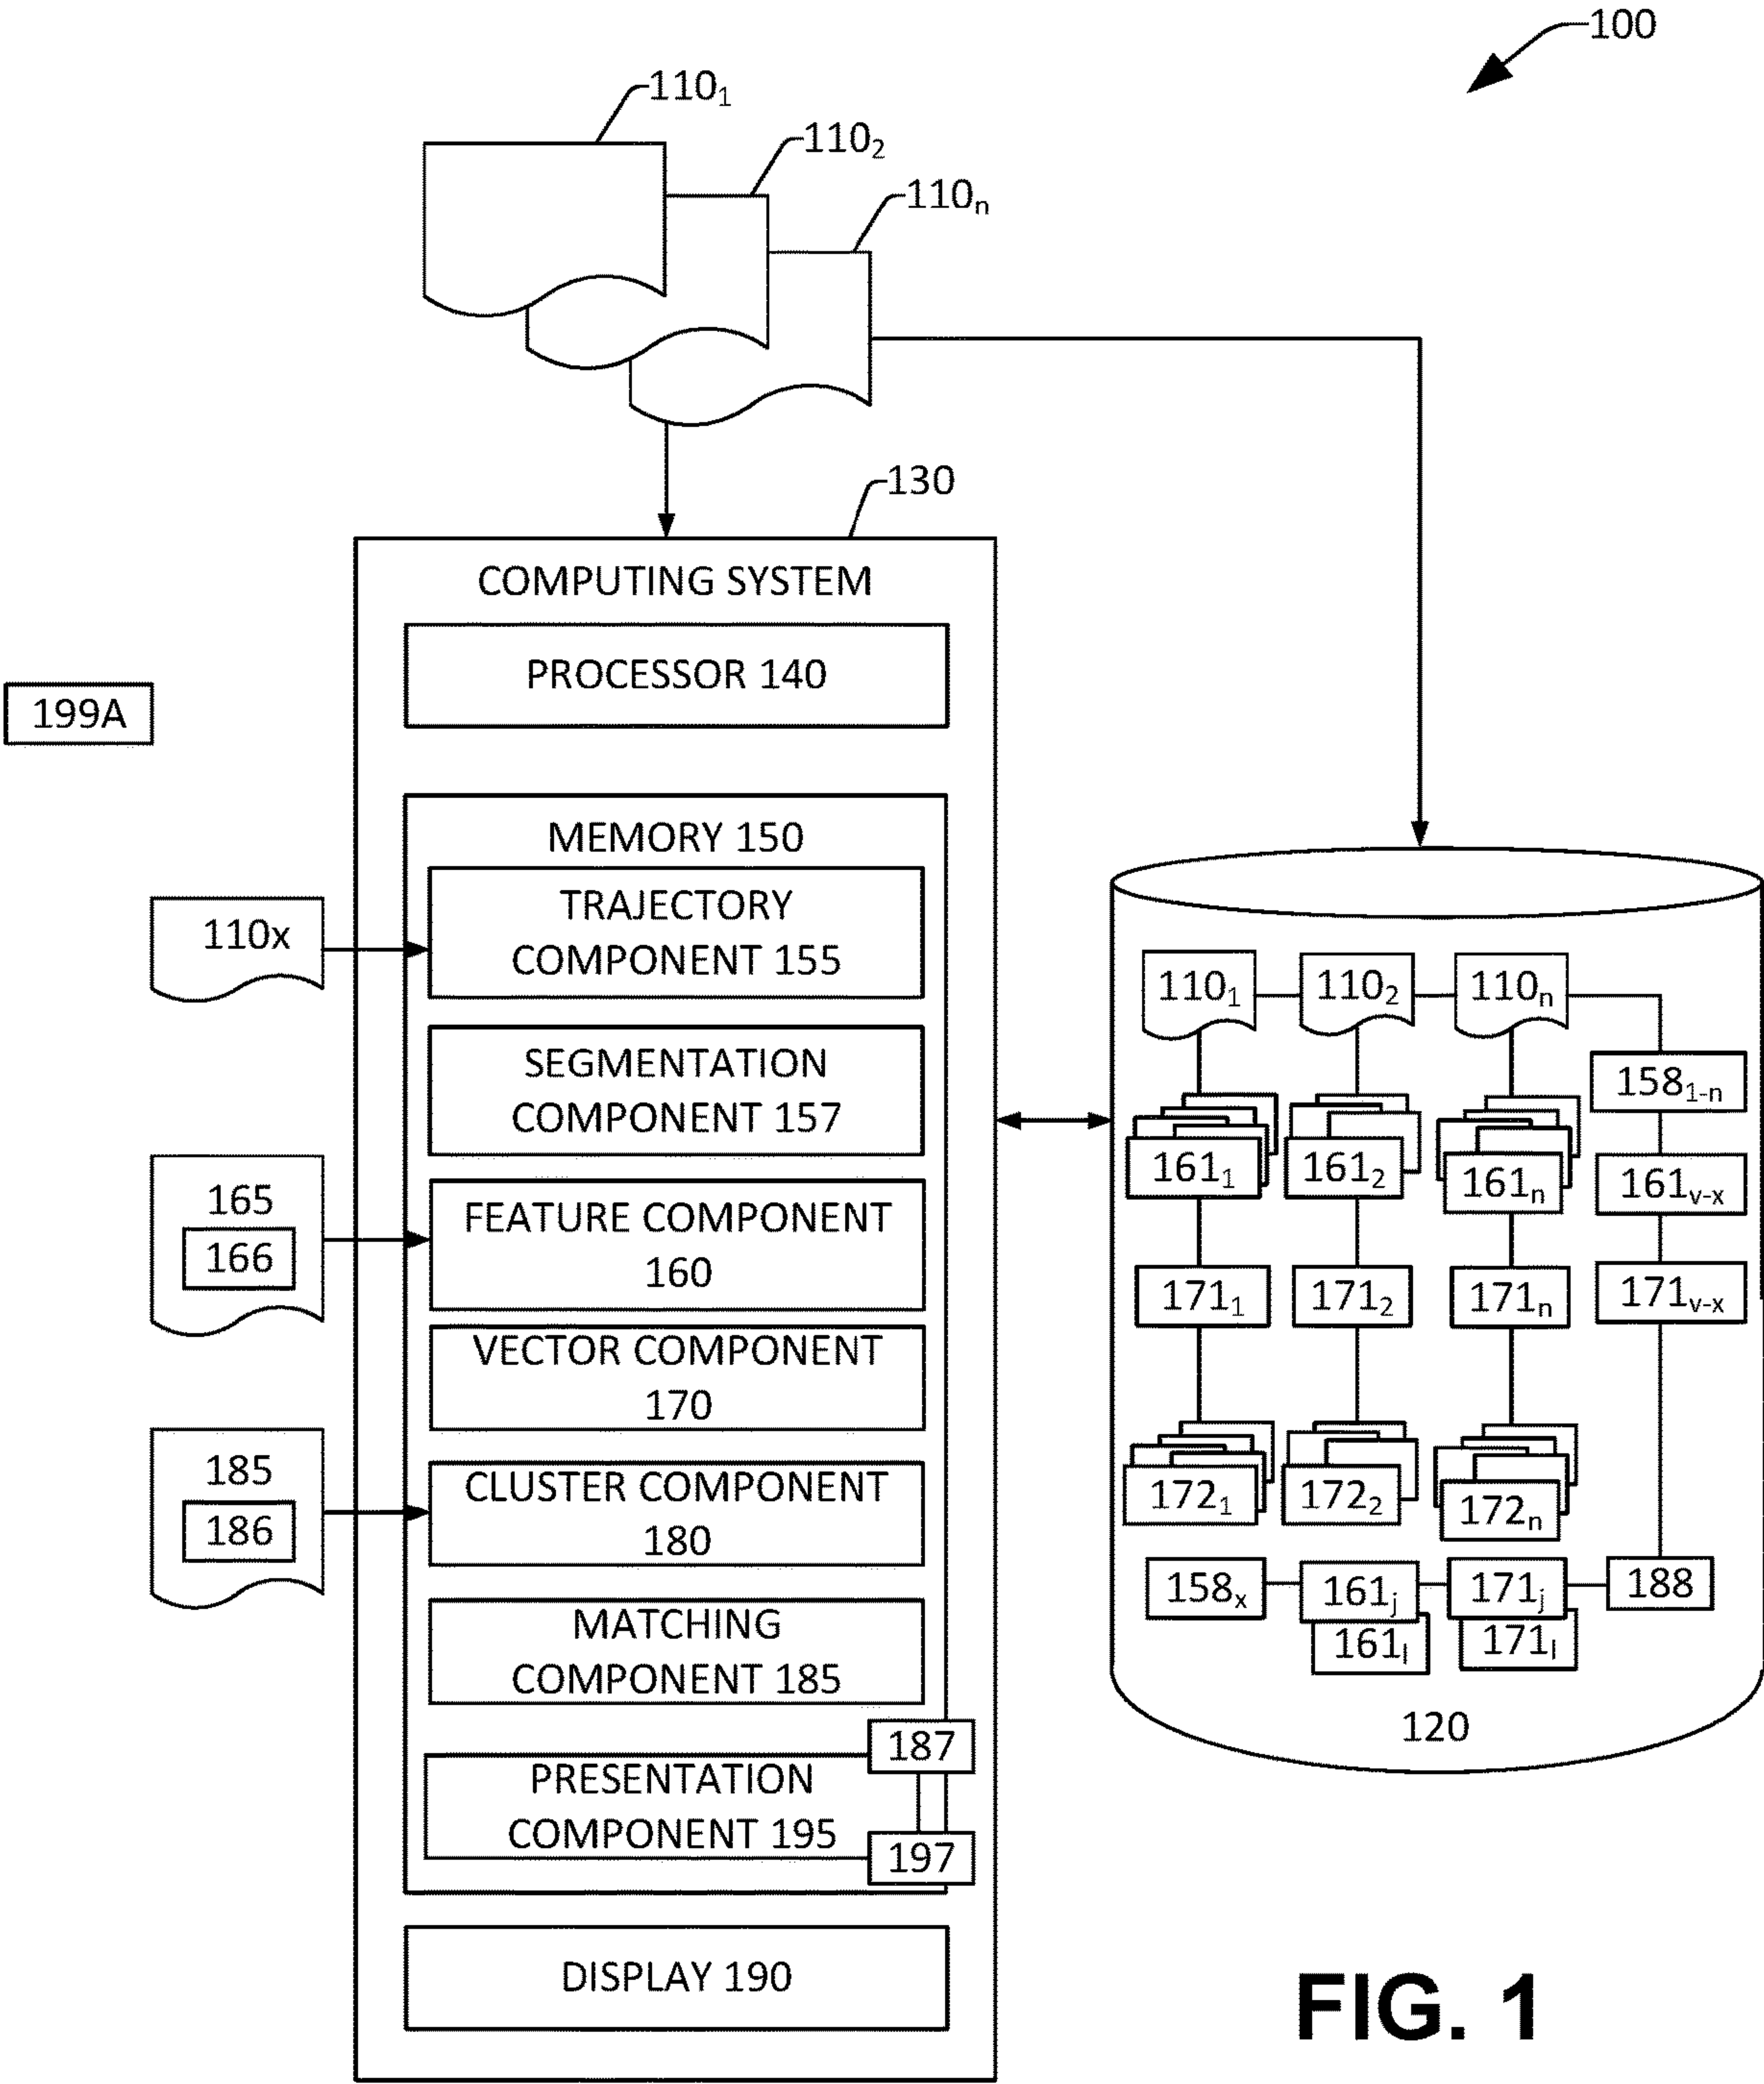 100
110₁
110₂
110ₙ
130
COMPUTING SYSTEM
PROCESSOR 140
199A
MEMORY 150
TRAJECTORY
COMPONENT 155
110x
SEGMENTATION
COMPONENT 157
165
166
FEATURE COMPONENT
160
VECTOR COMPONENT
170
185
186
CLUSTER COMPONENT
180
MATCHING
COMPONENT 185
187
PRESENTATION
COMPONENT 195
197
DISPLAY 190
110₁ 110₂ 110ₙ
158₁₋ₙ
161₁ 161₂ 161ₙ 161ᵥ₋ₓ
171₁ 171₂ 171ₙ 171ᵥ₋ₓ
172₁ 172₂ 172ₙ
158ₓ 161ⱼ 171ⱼ 188
161ₗ 171ₗ
120
FIG. 1